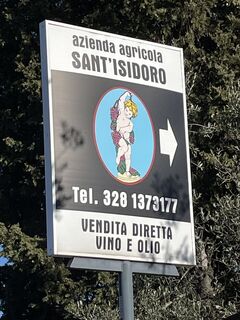 azienda agricola
SANT'ISIDORO
Tel. 328 1373177
VENDITA DIRETTA
VINO E OLIO